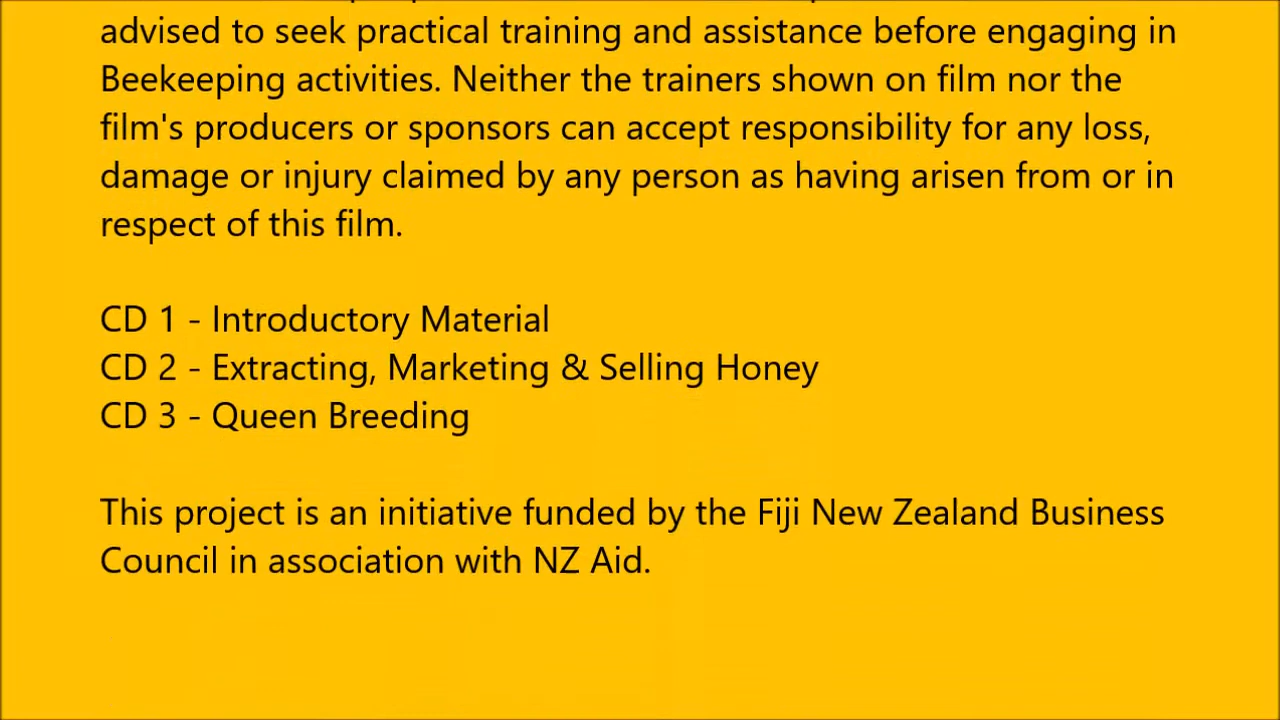 advised to seek practical training and assistance before engaging in
Beekeeping activities. Neither the trainers shown on film nor the
film's producers or sponsors can accept responsibility for any loss,
damage or injury claimed by any person as having arisen from or in
respect of this film.
CD 1 - Introductory Material
CD 2 - Extracting, Marketing & Selling Honey
CD 3 - Queen Breeding
This project is an initiative funded by the Fiji New Zealand Business
Council in association with NZ Aid.